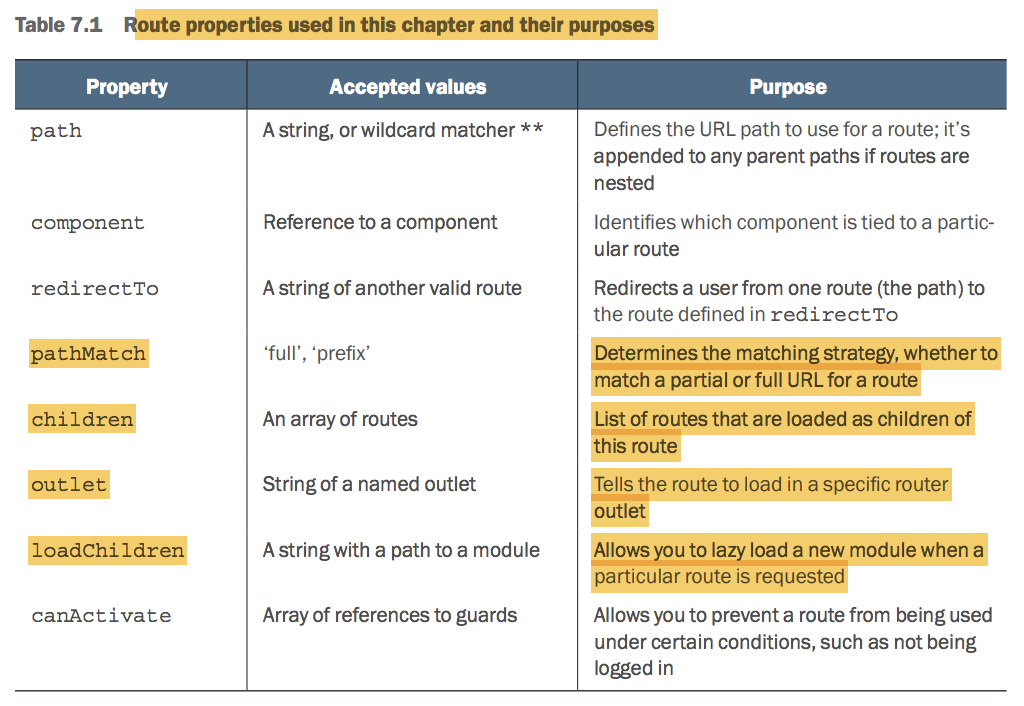 Table 7.1 Route properties used in this chapter and their purposes
Property Accepted values Purpose
path A string, or wildcard matcher ** Defines the URL path to use for a route; it’s
appended to any parent paths if routes are
nested
component Reference to a component Identifies which component is tied to a partic-
ular route
redirectTo A string of another valid route Redirects a user from one route (the path) to
the route defined in redirectTo
pathMatch ‘full’, ‘prefix’ Determines the matching strategy, whether to
match a partial or full URL for a route
children An array of routes List of routes that are loaded as children of
this route
outlet String of a named outlet Tells the route to load in a specific router
outlet
loadChildren A string with a path to a module Allows you to lazy load a new module when a
particular route is requested
canActivate Array of references to guards Allows you to prevent a route from being used
under certain conditions, such as not being
logged in